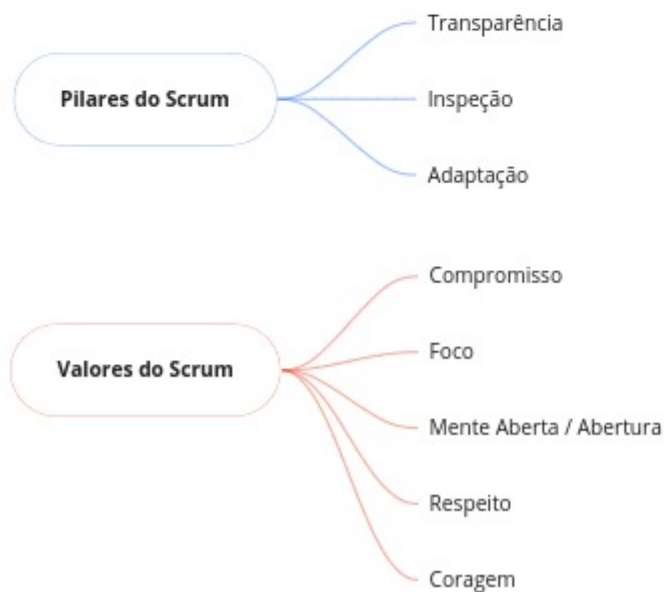 Pilares do Scrum
Transparência
Inspeção
Adaptação
Valores do Scrum
Compromisso
Foco
Mente Aberta / Abertura
Respeito
Coragem